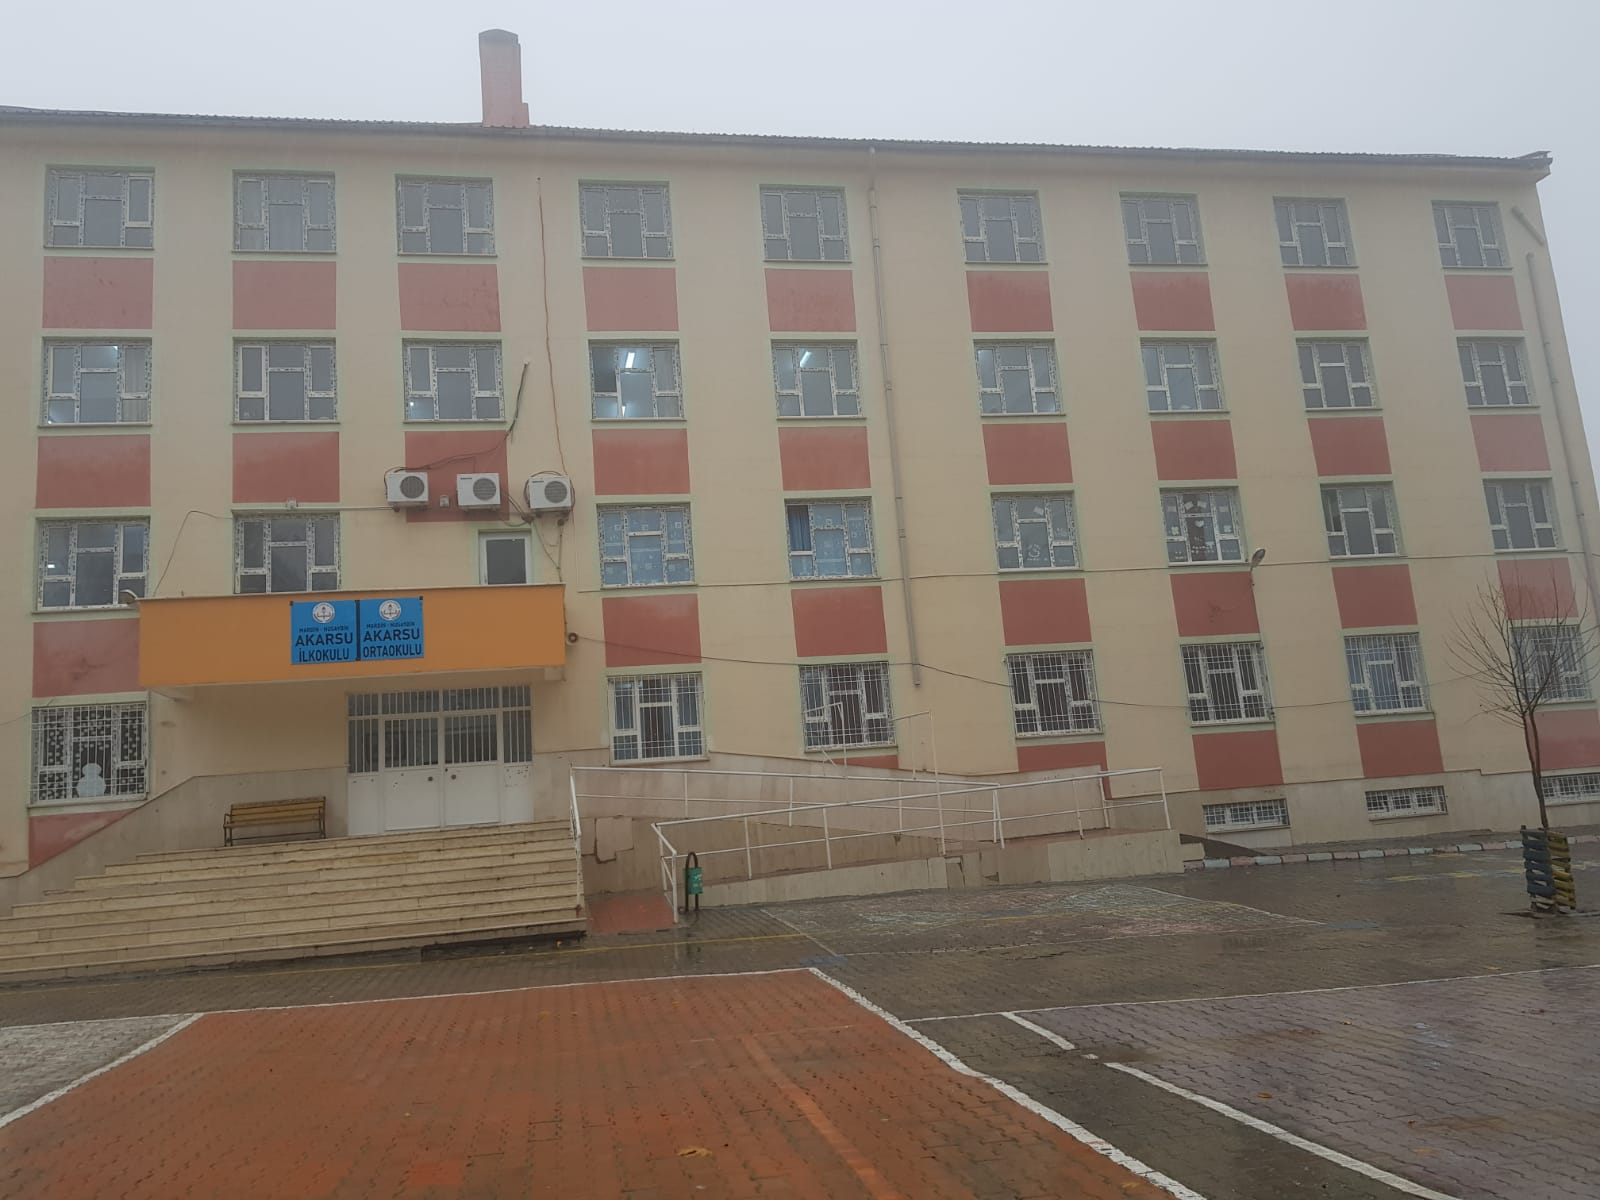 MARDİN - NUSAYBİN
AKARSU
İLKOKULU
MARDİN - NUSAYBİN
AKARSU
ORTAOKULU